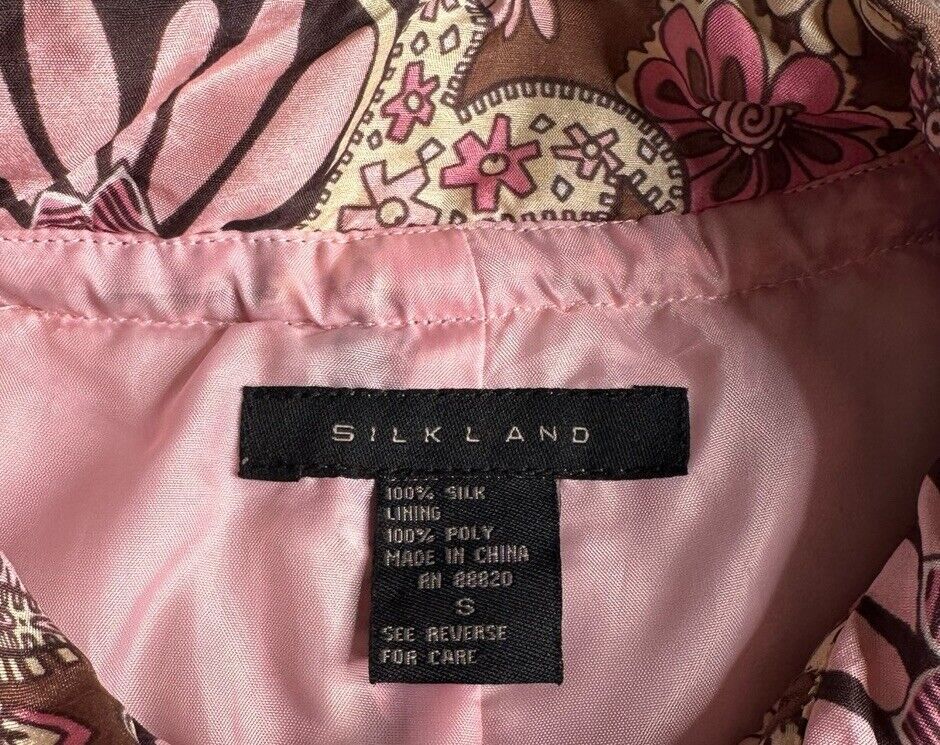 SILKLAND
100% SILK
LINING
100% POLY
MADE IN CHINA
RN 88820
S
SEE REVERSE
FOR CARE